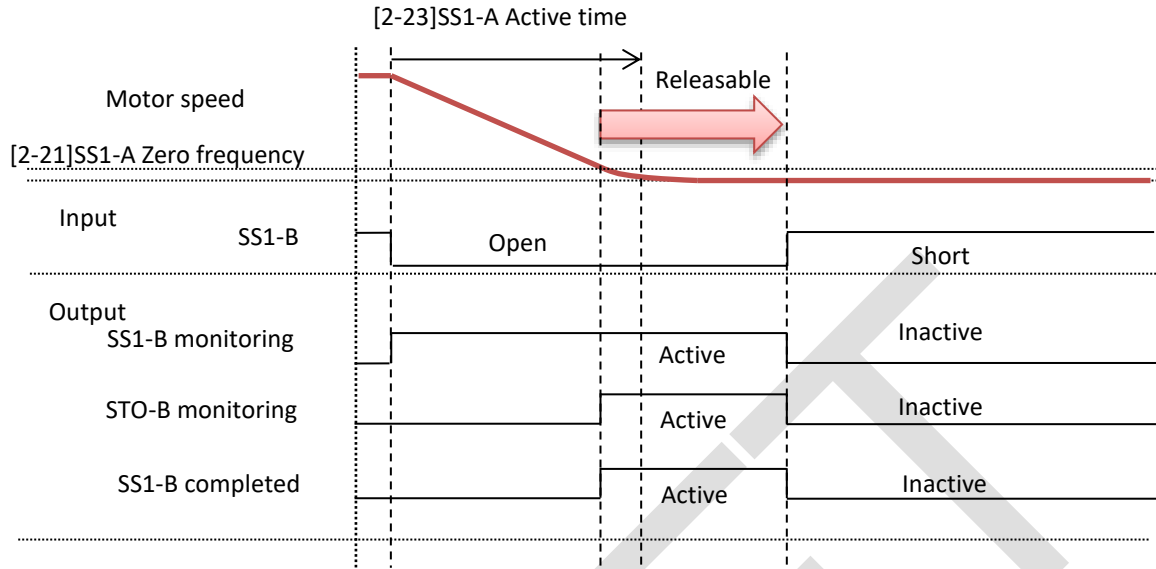 [2-23]SS1-A Active time
Releasable
Motor speed
[2-21]SS1-A Zero frequency
Input
SS1-B
Open
Short
Output
SS1-B monitoring
Active
Inactive
STO-B monitoring
Active
Inactive
SS1-B completed
Active
Inactive